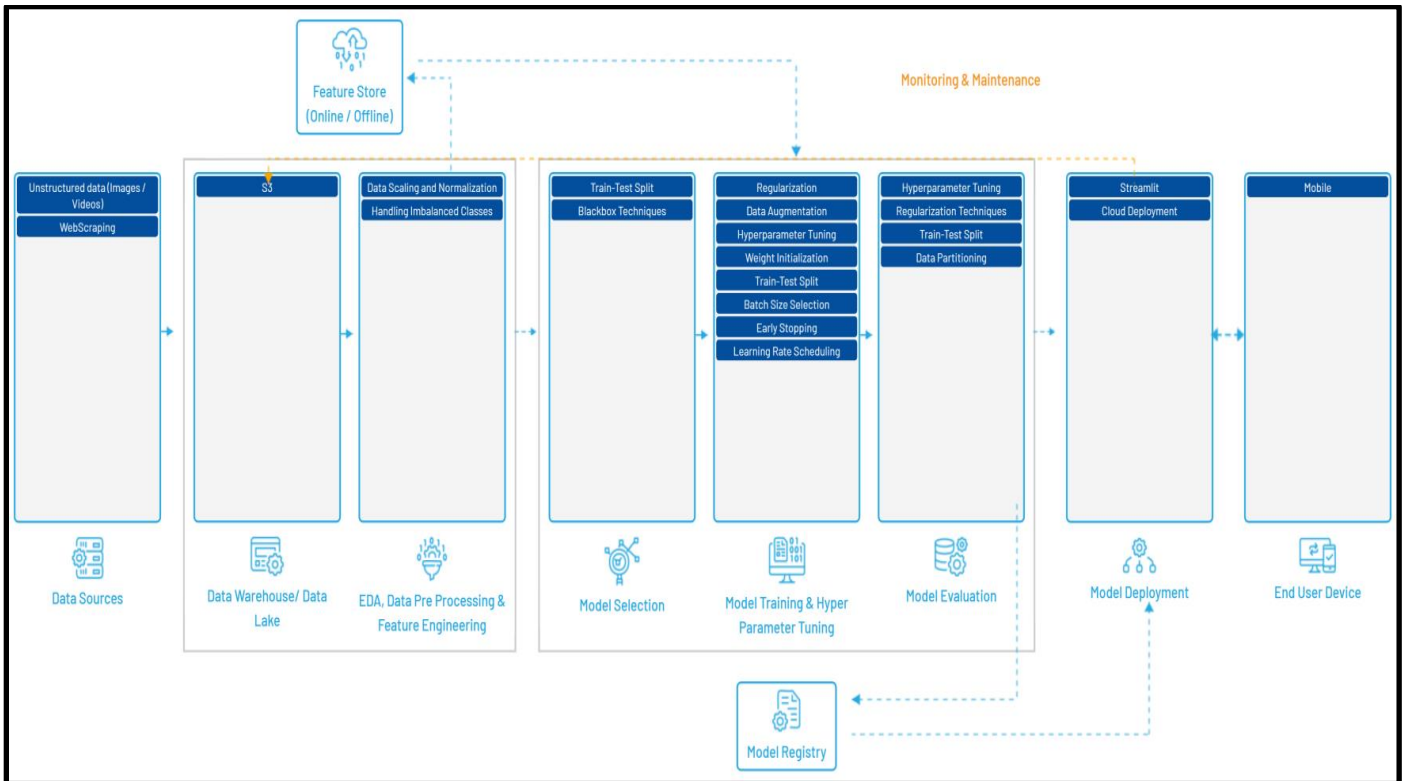 Feature Store
(Online / Offline)
Monitoring & Maintenance
Unstructured data (Images /
Videos)
WebScraping
S3
Data Scaling and Normalization
Handling Imbalanced Classes
Train-Test Split
Blackbox Techniques
Regularization
Data Augmentation
Hyperparameter Tuning
Weight Initialization
Train-Test Split
Batch Size Selection
Early Stopping
Learning Rate Scheduling
Hyperparameter Tuning
Regularization Techniques
Train-Test Split
Data Partitioning
Streamlit
Cloud Deployment
Mobile
Data Sources
Data Warehouse/ Data
Lake
EDA, Data Pre Processing &
Feature Engineering
Model Selection
Model Training & Hyper
Parameter Tuning
Model Evaluation
Model Deployment
End User Device
Model Registry